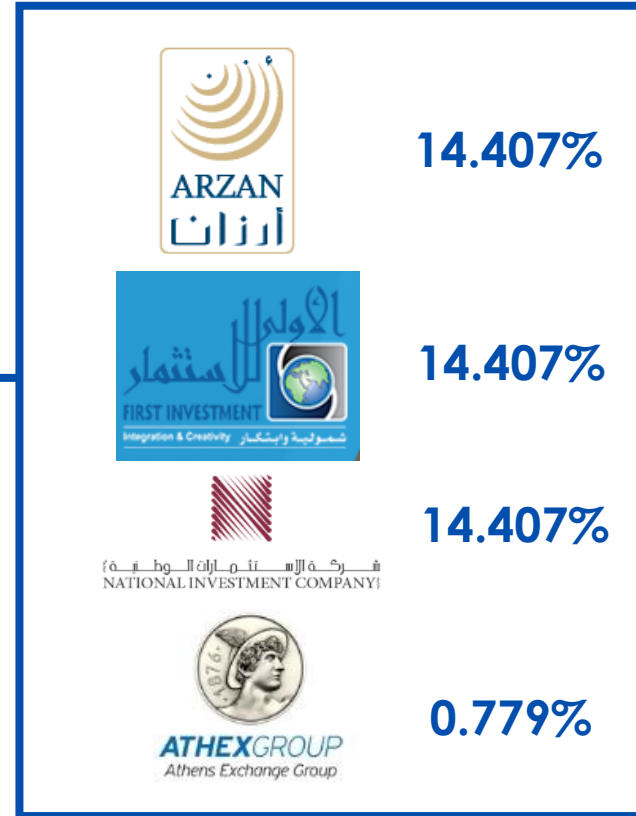 أرزان
ARZAN
أرزان
14.407%
الأولى
للاستثمار
FIRST INVESTMENT
Integration & Creativity شمولية وابتكار
14.407%
شركة الاستثمارات الوطنية}
NATIONAL INVESTMENT COMPANY}
14.407%
1876
ATHEXGROUP
Athens Exchange Group
0.779%